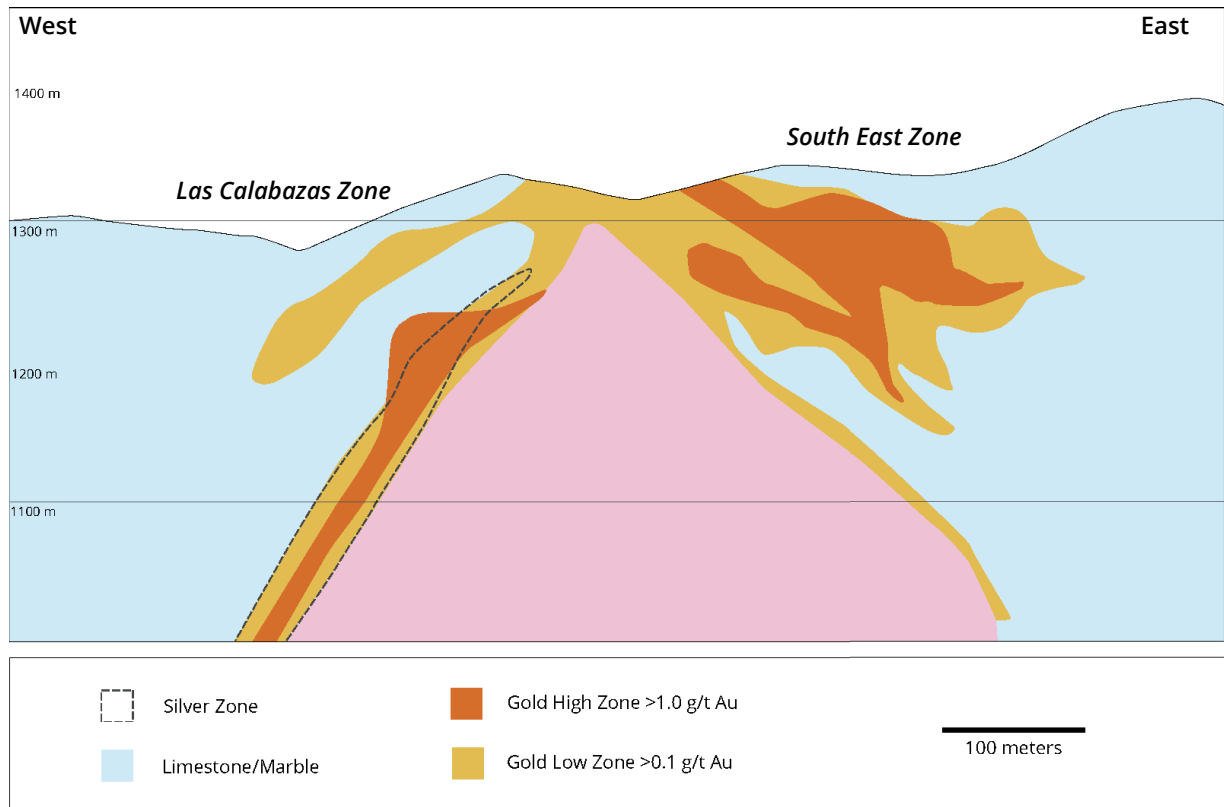 West
East
1400 m
South East Zone
Las Calabazas Zone
1300 m
1200 m
1100 m
Silver Zone
Gold High Zone >1.0 g/t Au
Limestone/Marble
Gold Low Zone >0.1 g/t Au
100 meters